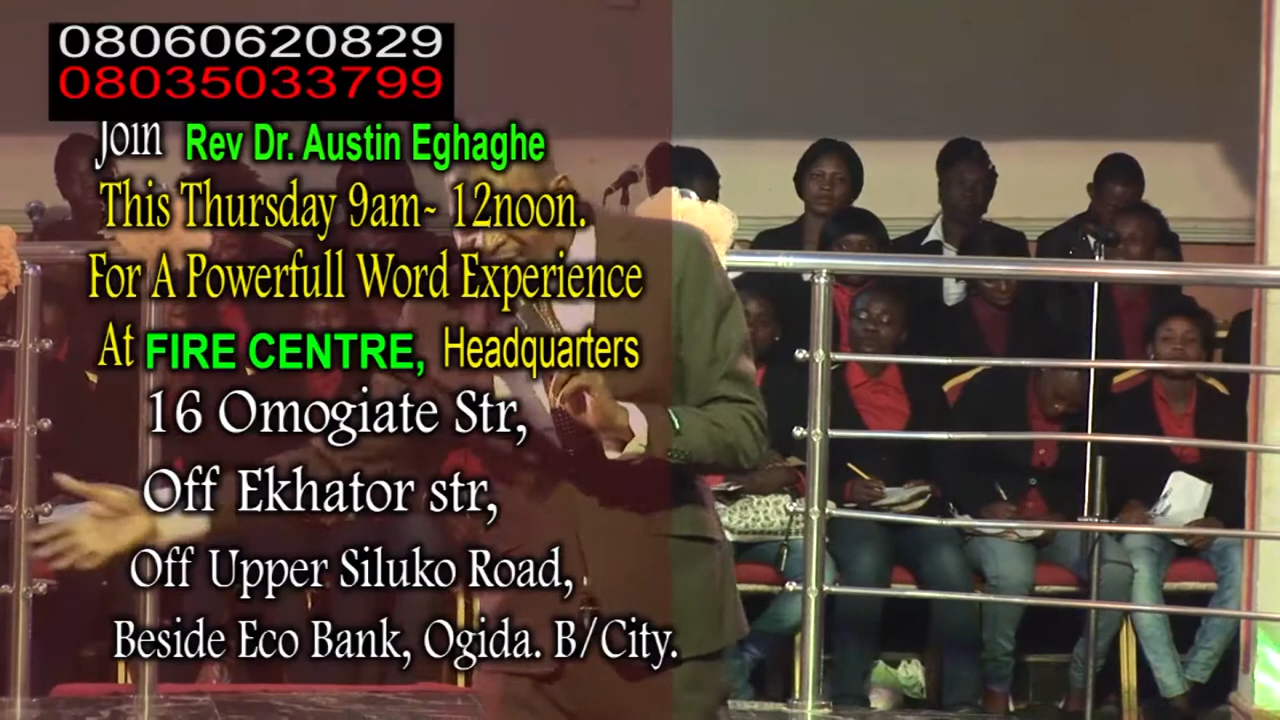 08060620829
08035033799
Join Rev Dr. Austin Eghaghe
This Thursday 9am- 12noon.
For A Powerfull Word Experience
At FIRE CENTRE, Headquarters
16 Omogiate Str,
Off Ekhator str,
Off Upper Siluko Road,
Beside Eco Bank, Ogida. B/City.